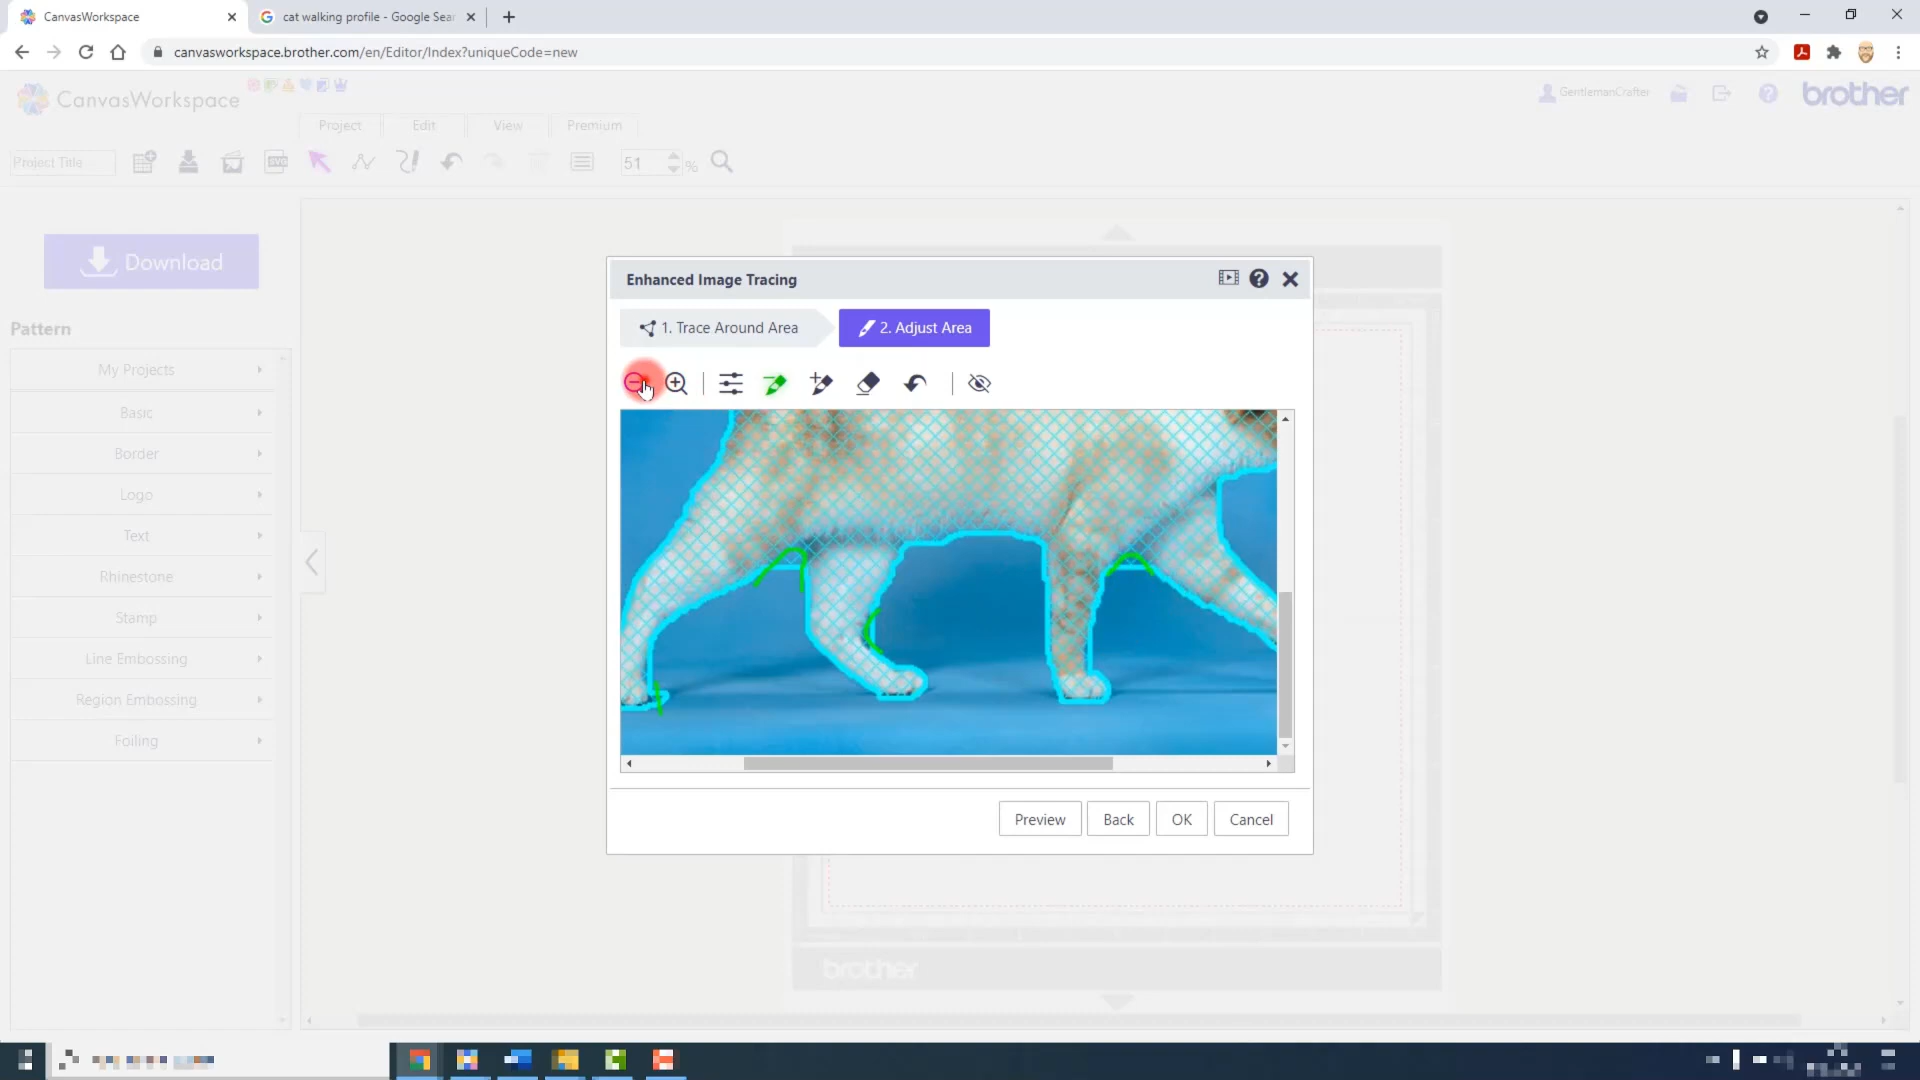 CanvasWorkspace
cat walking profile - Google Sear
canvasworkspace.brother.com/en/Editor/Index?uniqueCode=new
CanvasWorkspace
GentlemanCrafter
brother
Project
Edit
View
Premium
Project Title
SVG
51
%
Download
Pattern
My Projects
Basic
Border
Logo
Text
Rhinestone
Stamp
Line Embossing
Region Embossing
Foiling
Enhanced Image Tracing
1. Trace Around Area
2. Adjust Area
Preview
Back
OK
Cancel
brother